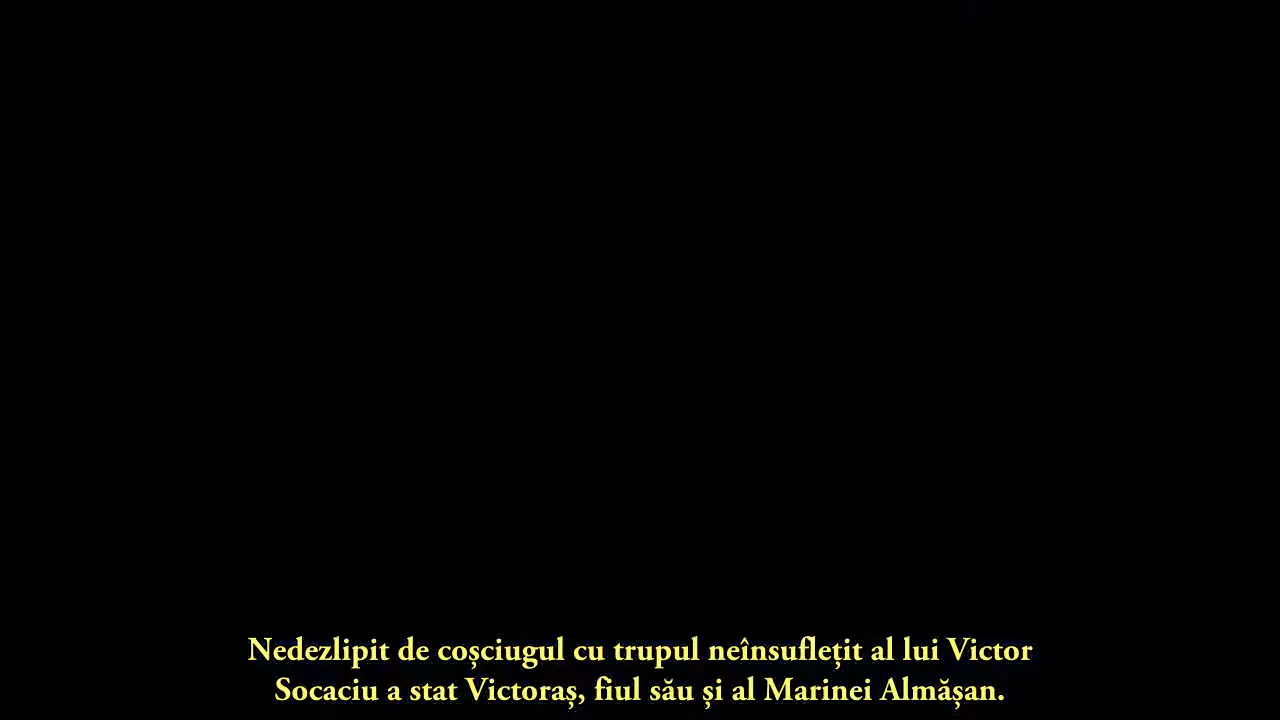 Nedezlipit de coșciugul cu trupul neînsuflețit al lui Victor
Socaciu a stat Victoraș, fiul său și al Marinei Almășan.